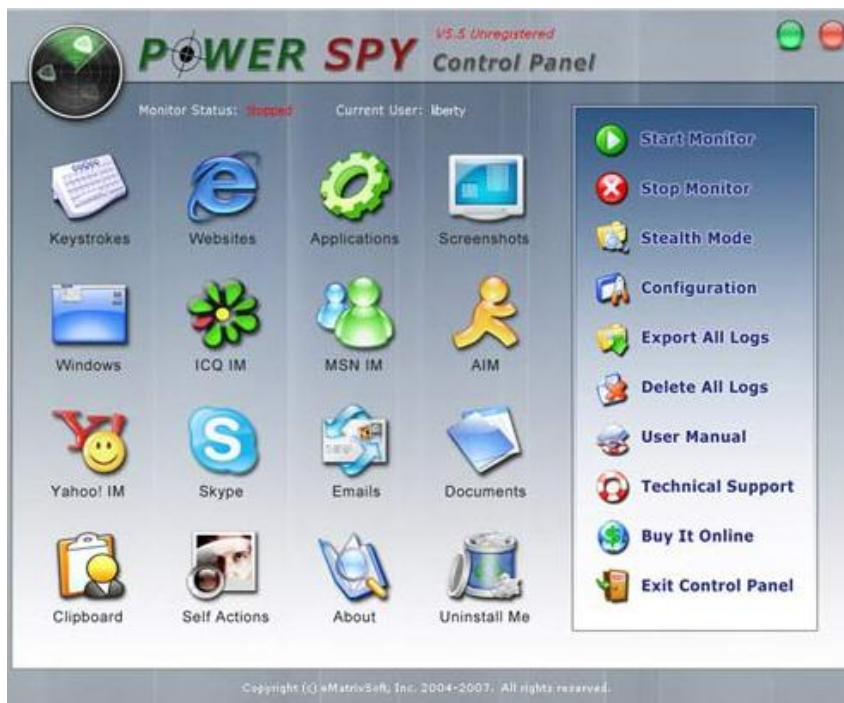 POWER SPY
V5.5 Unregistered
Control Panel
Monitor Status: Stopped
Current User: liberty
Keystrokes
Websites
Applications
Screenshots
Windows
ICQ IM
MSN IM
AIM
Yahoo! IM
Skype
Emails
Documents
Clipboard
Self Actions
About
Uninstall Me
Start Monitor
Stop Monitor
Stealth Mode
Configuration
Export All Logs
Delete All Logs
User Manual
Technical Support
Buy It Online
Exit Control Panel
Copyright (c) eMatrixSoft, Inc. 2004-2007. All rights reserved.